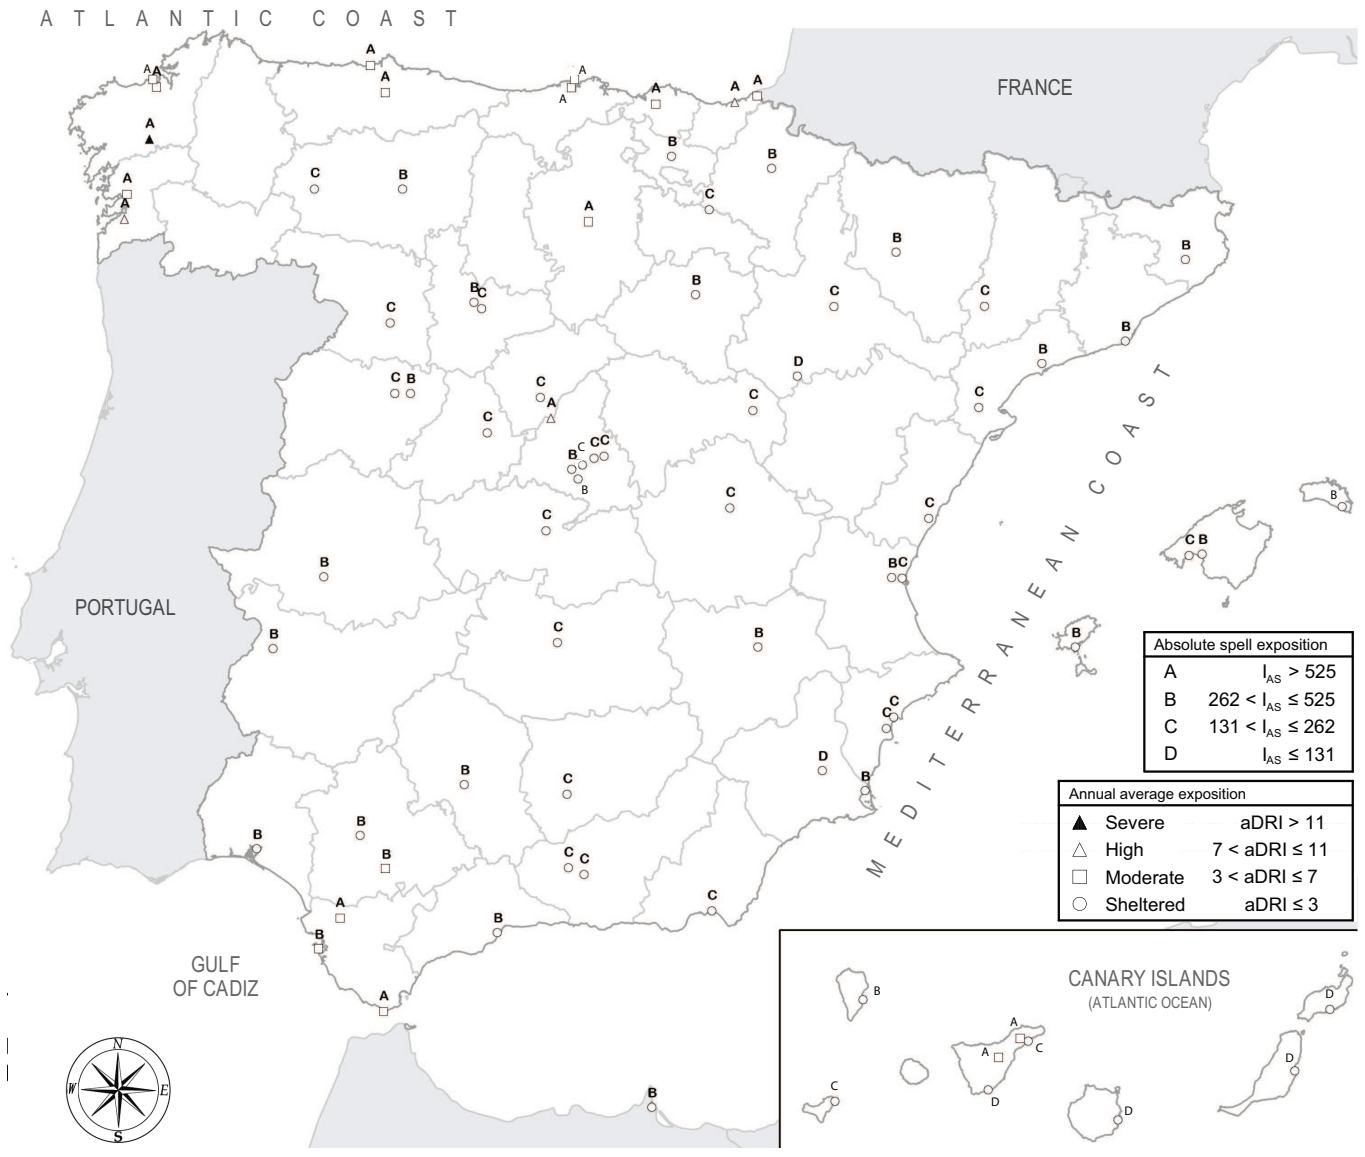 ATLANTIC COAST
A
A
A A
A
A
A
A
A
A
FRANCE
A
B
B
A
C
B
C
A
A
B
B
B
C
B
C
C
C
B
B
D
C
B
C
C
C
A
C
B
C
C
C
B
C
C
C
B
B
C
C
B
B
B
C
PORTUGAL
B
C
B
B
MEDITERRANEAN COAST
Absolute spell exposition
A I_AS > 525
B 262 < I_AS ≤ 525
C 131 < I_AS ≤ 262
D I_AS ≤ 131
C
C
D
B
B
C
Annual average exposition
Severe aDRI > 11
High 7 < aDRI ≤ 11
Moderate 3 < aDRI ≤ 7
Sheltered aDRI ≤ 3
B
B
B
C
C
C
A
B
B
GULF
OF CADIZ
A
CANARY ISLANDS
(ATLANTIC OCEAN)
B
D
A
A
C
D
C
D
D
B
N
W E
S